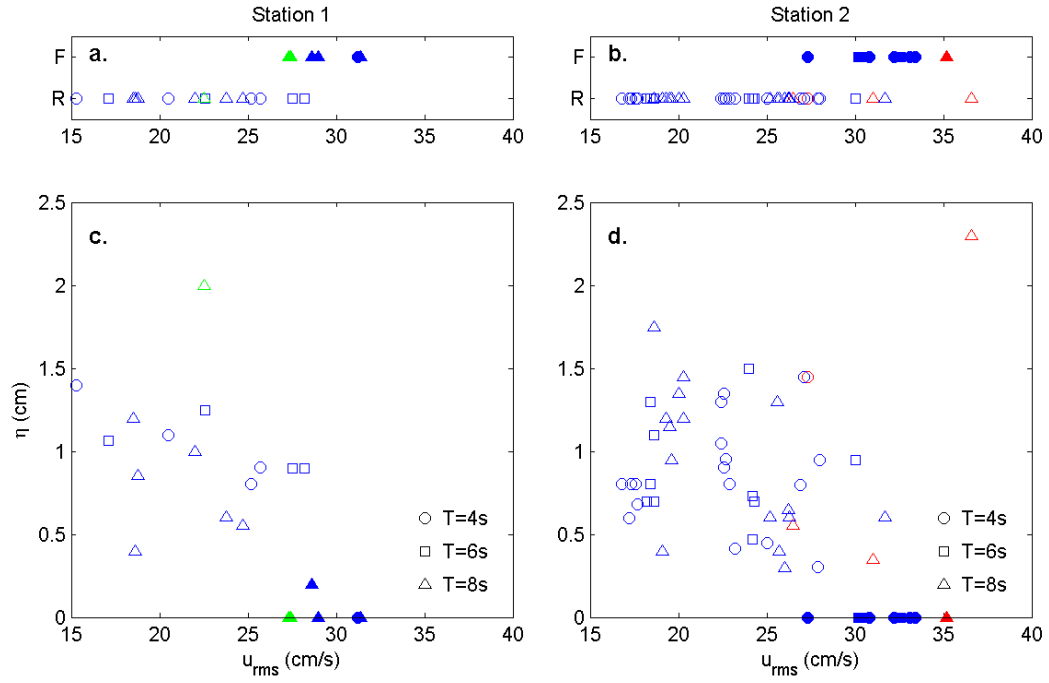 Station 1
Station 2
a.
F
R
15 20 25 30 35 40
b.
F
R
15 20 25 30 35 40
c.
2.5
2
1.5
1
0.5
0
η (cm)
T=4s
T=6s
T=8s
15 20 25 30 35 40
u_rms (cm/s)
d.
2.5
2
1.5
1
0.5
0
T=4s
T=6s
T=8s
15 20 25 30 35 40
u_rms (cm/s)